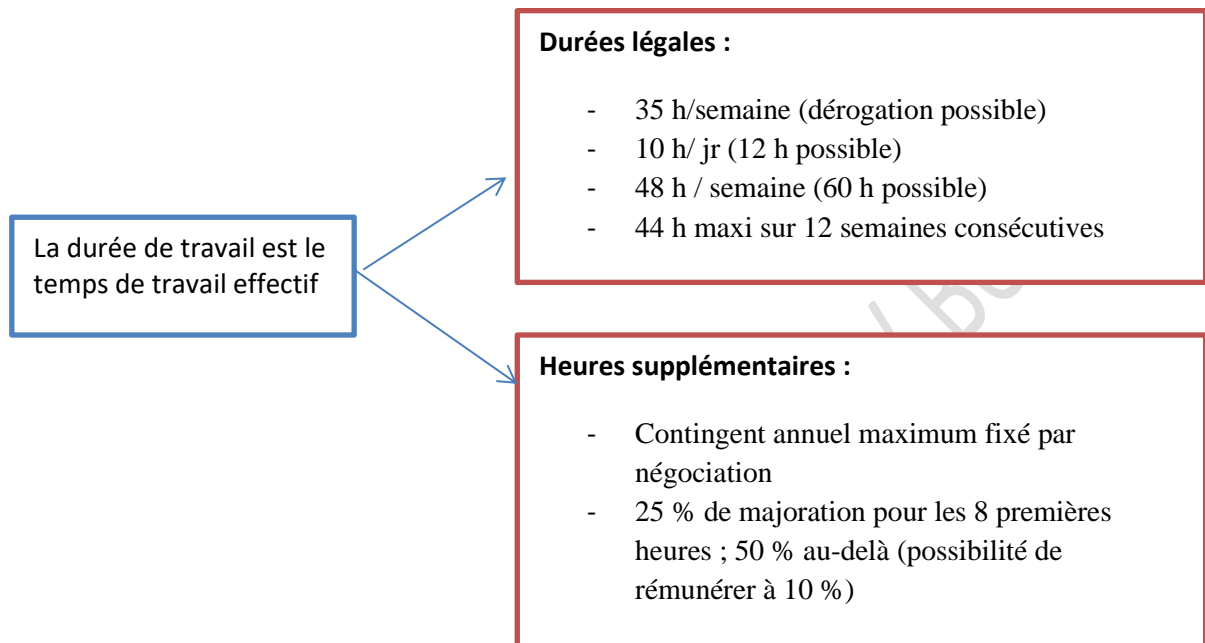 Durées légales :
- 35 h/semaine (dérogation possible)
- 10 h/ jr (12 h possible)
- 48 h / semaine (60 h possible)
- 44 h maxi sur 12 semaines consécutives
La durée de travail est le
temps de travail effectif
Heures supplémentaires :
- Contingent annuel maximum fixé par
négociation
- 25 % de majoration pour les 8 premières
heures ; 50 % au-delà (possibilité de
rémunérer à 10 %)